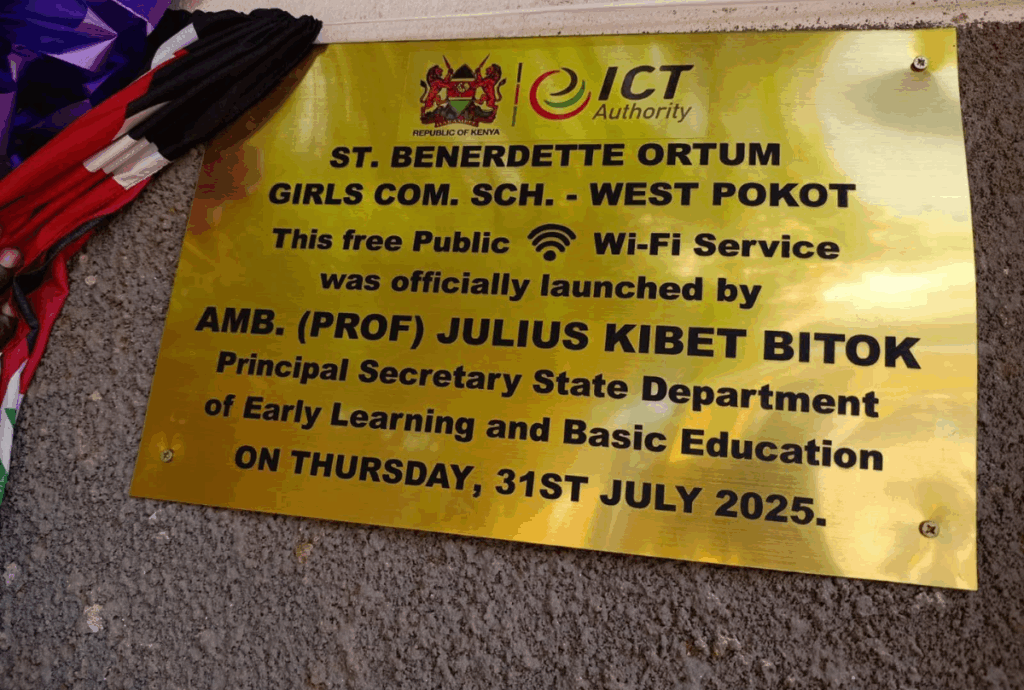 REPUBLIC OF KENYA
ICT
Authority
ST. BENERDETTE ORTUM
GIRLS COM. SCH. - WEST POKOT
This free Public Wi-Fi Service
was officially launched by
AMB. (PROF) JULIUS KIBET BITOK
Principal Secretary State Department
of Early Learning and Basic Education
ON THURSDAY, 31ST JULY 2025.